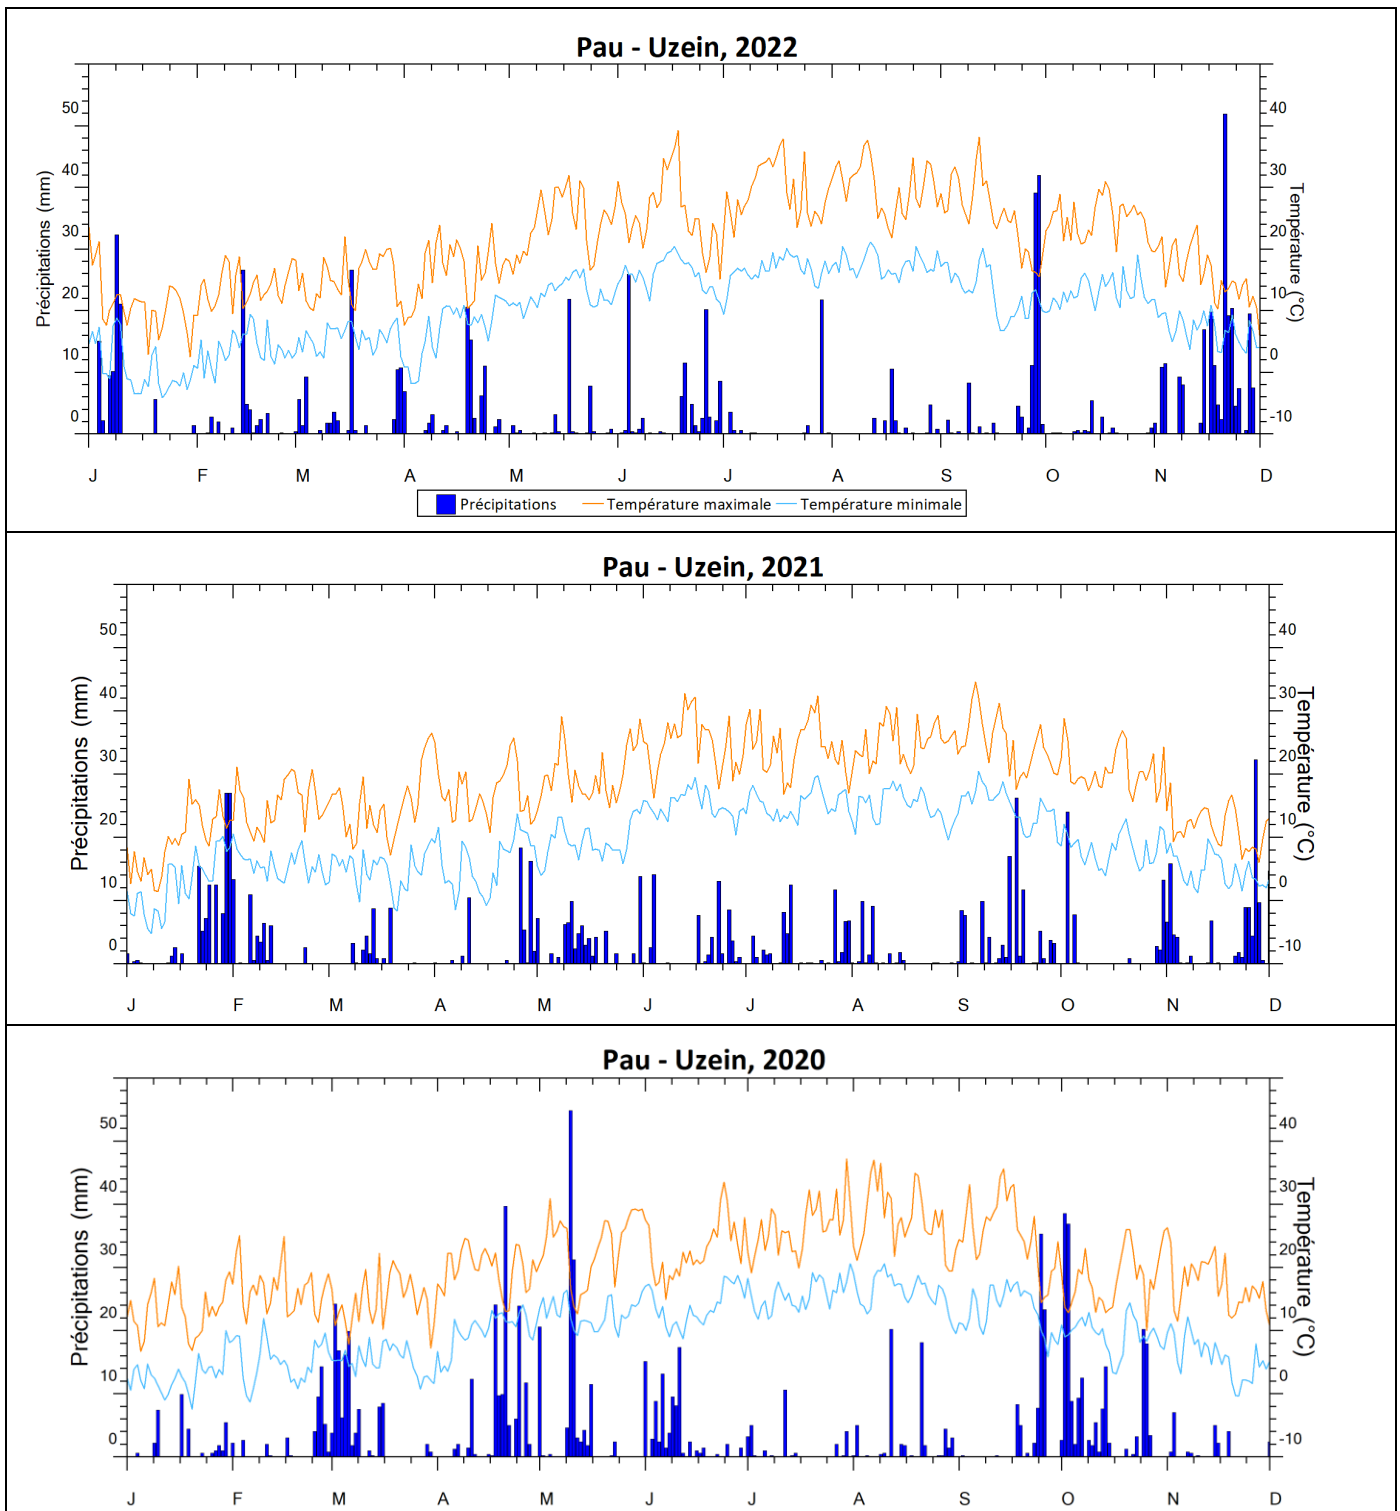 Pau - Uzein, 2022
Précipitations (mm)
50
40
30
20
10
0
40
30
20
10
0
-10
Température (°C)
J F M A M J J A S O N D
Précipitations Température maximale Température minimale
Pau - Uzein, 2021
Précipitations (mm)
50
40
30
20
10
0
40
30
20
10
0
-10
Température (°C)
J F M A M J J A S O N D
Pau - Uzein, 2020
Précipitations (mm)
50
40
30
20
10
0
40
30
20
10
0
-10
Température (°C)
J F M A M J J A S O N D